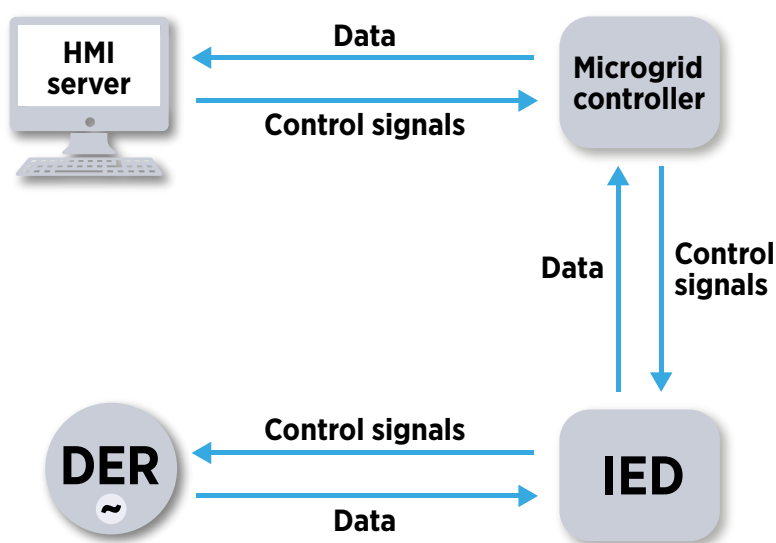 HMI
server
Data
Control signals
Microgrid
controller
Data
Control
signals
DER
~
Control signals
Data
IED